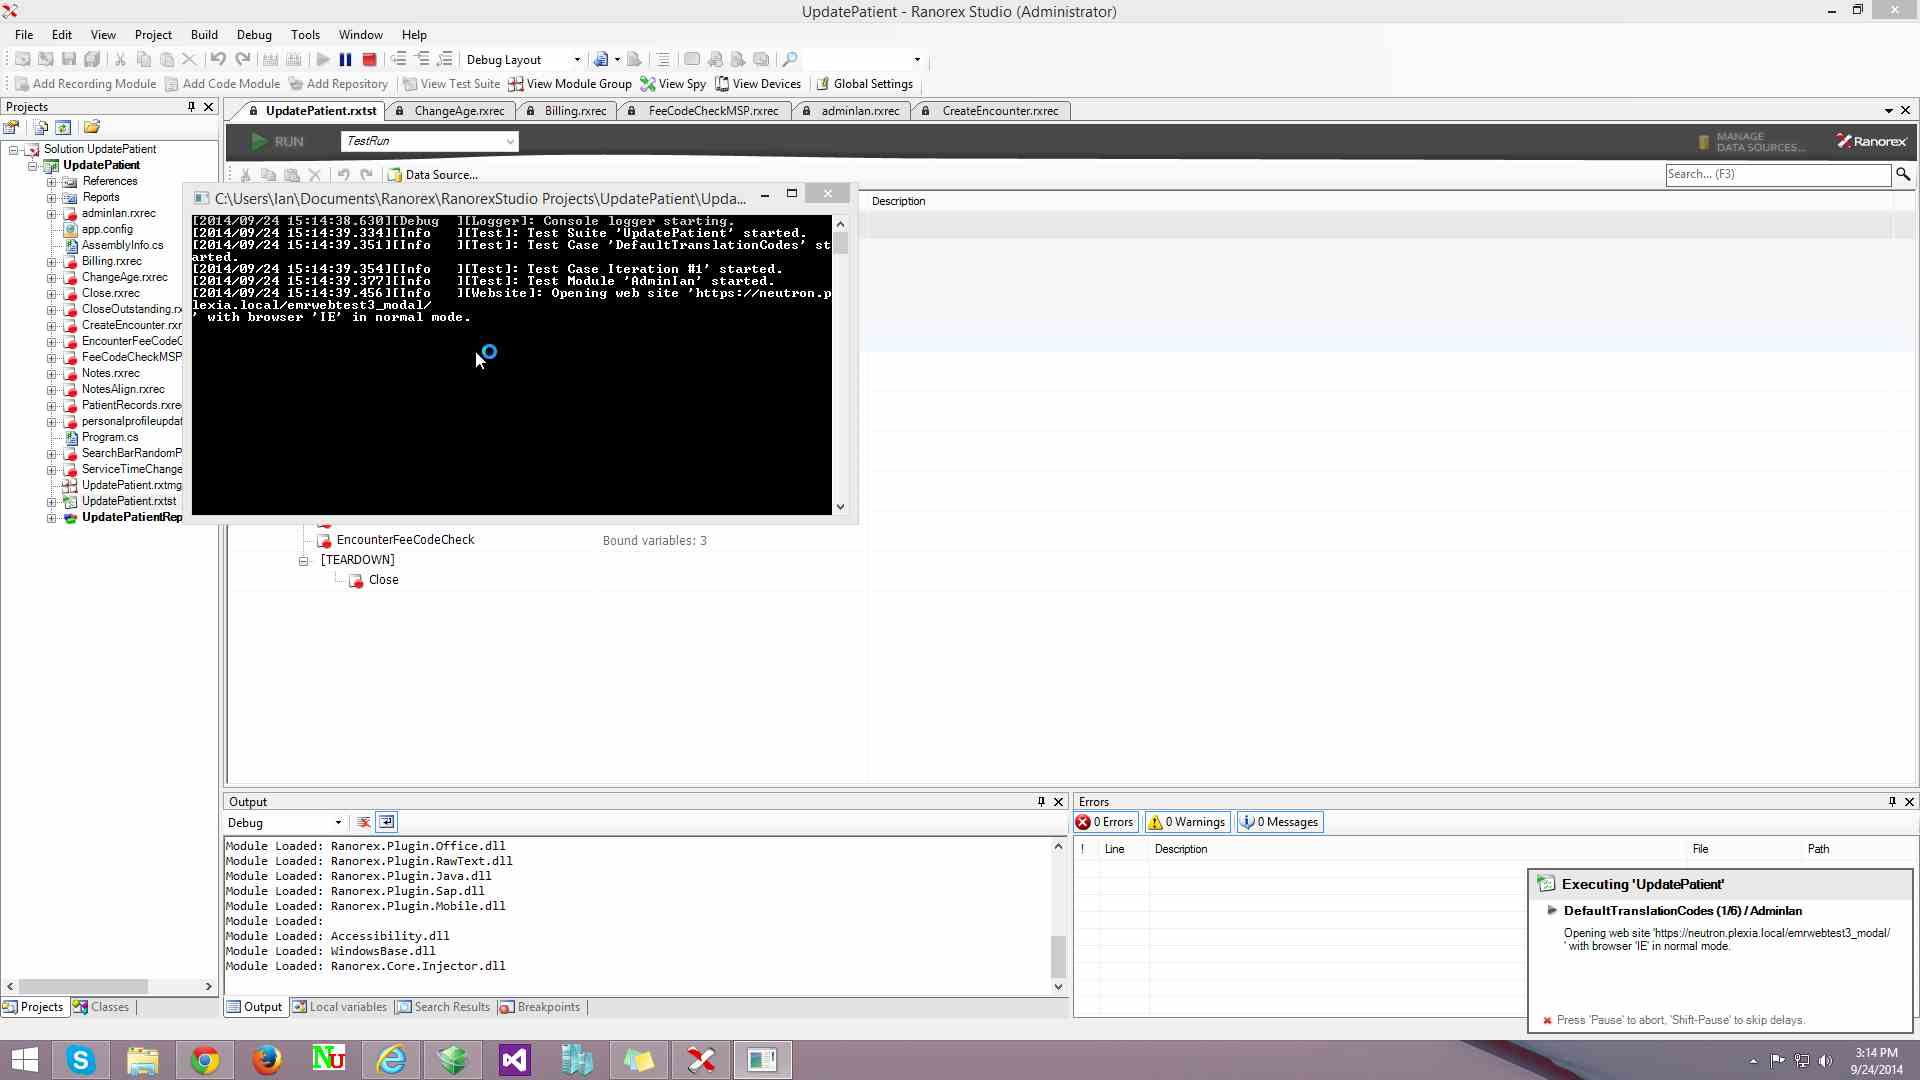 UpdatePatient - Ranorex Studio (Administrator)
File Edit View Project Build Debug Tools Window Help
Debug Layout
Add Recording Module Add Code Module Add Repository View Test Suite View Module Group View Spy View Devices Global Settings
Projects
UpdatePatient.rxtst ChangeAge.rxrec Billing.rxrec FeeCodeCheckMSP.rxrec adminIan.rxrec CreateEncounter.rxrec
RUN TestRun MANAGE
DATA SOURCES... Ranorex
Data Source... Search... (F3)
Description
Solution UpdatePatient
UpdatePatient
References
Reports
adminIan.rxrec
app.config
AssemblyInfo.cs
Billing.rxrec
ChangeAge.rxrec
Close.rxrec
CloseOutstanding.rx
CreateEncounter.rxr
EncounterFeeCodeC
FeeCodeCheckMSP
Notes.rxrec
NotesAlign.rxrec
PatientRecords.rxre
personalprofileupdat
Program.cs
SearchBarRandomP
ServiceTimeChange
UpdatePatient.rxtmg
UpdatePatient.rxtst
UpdatePatientRep
C:\Users\Ian\Documents\Ranorex\RanorexStudio Projects\UpdatePatient\Upda...
[2014/09/24 15:14:38.630][Debug   ][Logger]: Console logger starting.
[2014/09/24 15:14:39.334][Info    ][Test]: Test Suite 'UpdatePatient' started.
[2014/09/24 15:14:39.351][Info    ][Test]: Test Case 'DefaultTranslationCodes' st
arted.
[2014/09/24 15:14:39.354][Info    ][Test]: Test Case Iteration #1' started.
[2014/09/24 15:14:39.377][Info    ][Test]: Test Module 'AdminIan' started.
[2014/09/24 15:14:39.456][Info    ][Website]: Opening web site 'https://neutron.p
lexia.local/emrwebtest3_modal/
' with browser 'IE' in normal mode.
EncounterFeeCodeCheck Bound variables: 3
[TEARDOWN]
Close
Output
Debug
Module Loaded: Ranorex.Plugin.Office.dll
Module Loaded: Ranorex.Plugin.RawText.dll
Module Loaded: Ranorex.Plugin.Java.dll
Module Loaded: Ranorex.Plugin.Sap.dll
Module Loaded: Ranorex.Plugin.Mobile.dll
Module Loaded:
Module Loaded: Accessibility.dll
Module Loaded: WindowsBase.dll
Module Loaded: Ranorex.Core.Injector.dll
Errors
0 Errors 0 Warnings 0 Messages
! Line Description File Path
Executing 'UpdatePatient'
DefaultTranslationCodes (1/6) / AdminIan
Opening web site 'https://neutron.plexia.local/emrwebtest3_modal/
' with browser 'IE' in normal mode.
Press 'Pause' to abort, 'Shift-Pause' to skip delays.
Projects Classes
Output Local variables Search Results Breakpoints
Nu
3:14 PM
9/24/2014